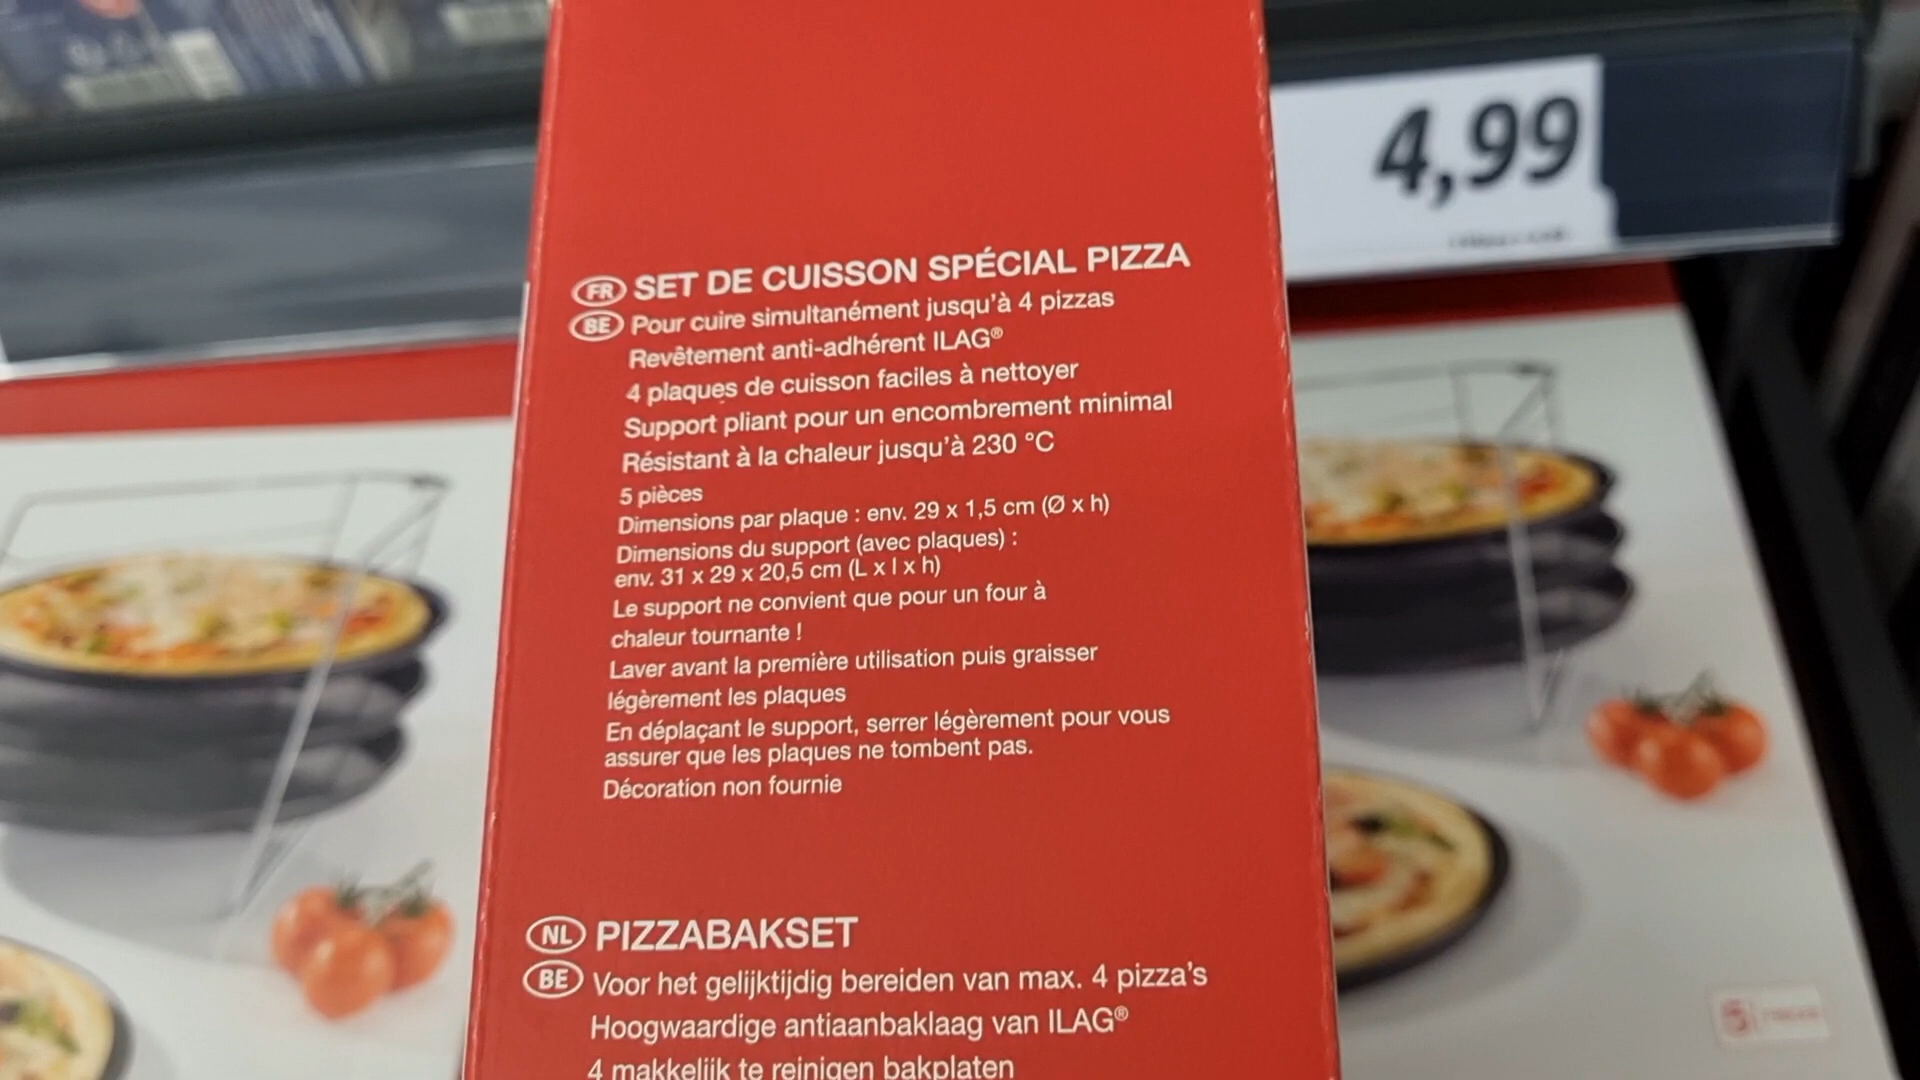 4,99
FR SET DE CUISSON SPÉCIAL PIZZA
BE Pour cuire simultanément jusqu'à 4 pizzas
Revêtement anti-adhérent ILAG®
4 plaques de cuisson faciles à nettoyer
Support pliant pour un encombrement minimal
Résistant à la chaleur jusqu'à 230 °C
5 pièces
Dimensions par plaque : env. 29 x 1,5 cm (Ø x h)
Dimensions du support (avec plaques) :
env. 31 x 29 x 20,5 cm (L x l x h)
Le support ne convient que pour un four à
chaleur tournante !
Laver avant la première utilisation puis graisser
légèrement les plaques
En déplaçant le support, serrer légèrement pour vous
assurer que les plaques ne tombent pas.
Décoration non fournie
NL PIZZABAKSET
BE Voor het gelijktijdig bereiden van max. 4 pizza's
Hoogwaardige antiaanbaklaag van ILAG®
4 makkelijk te reinigen bakplaten
5